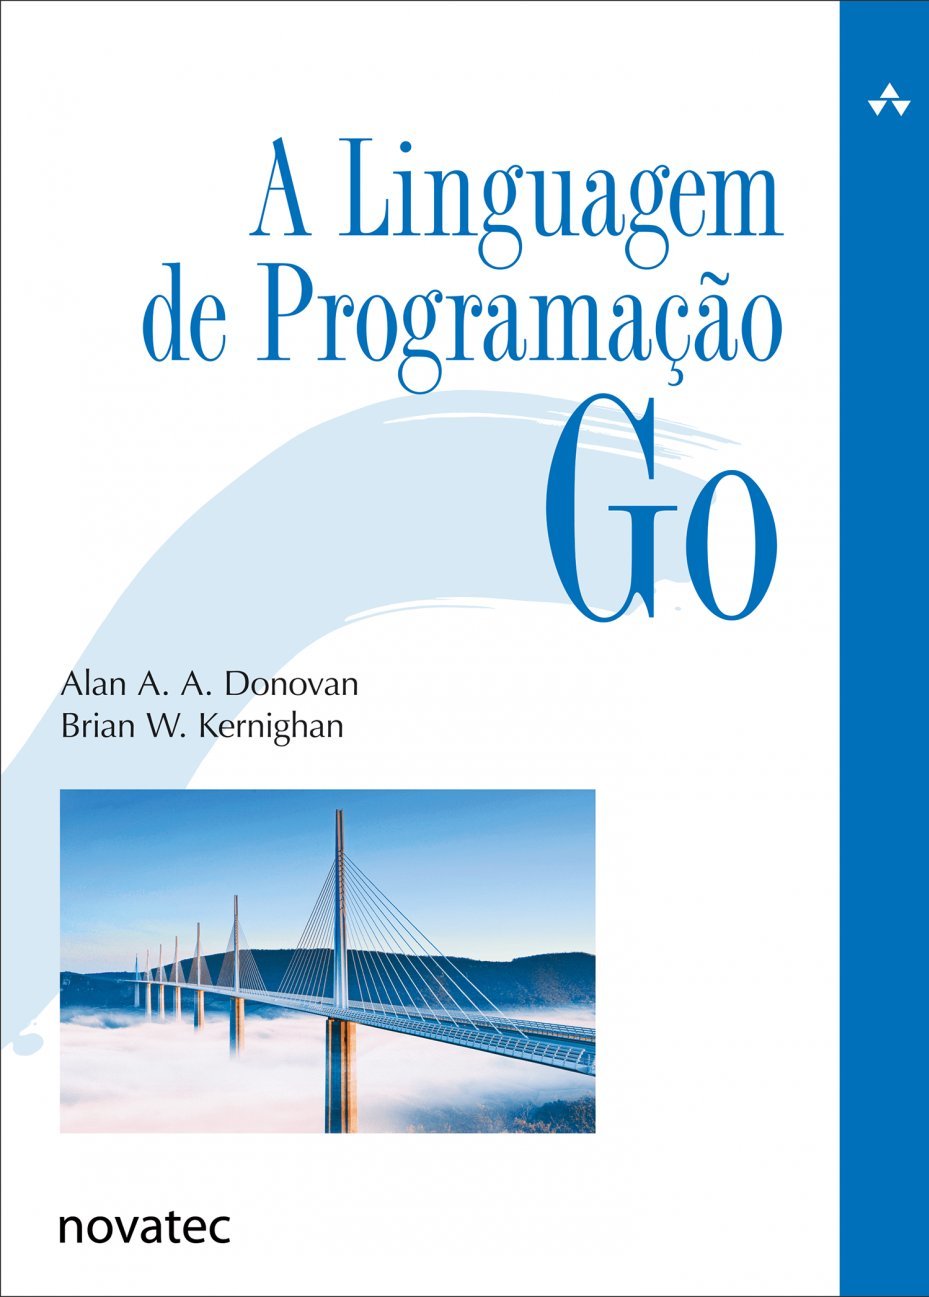 A Linguagem
de Programação
Go
Alan A. A. Donovan
Brian W. Kernighan
novatec